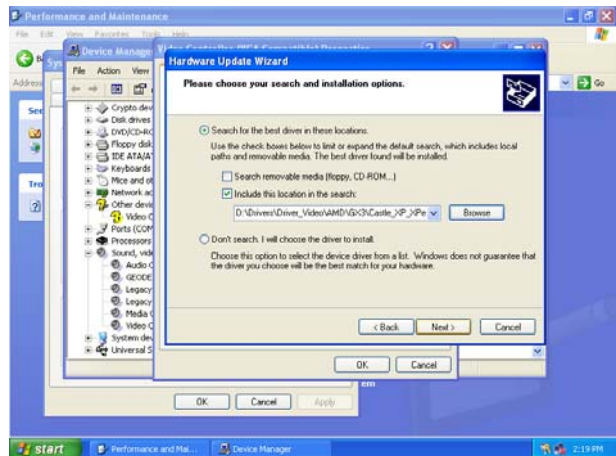 Performance and Maintenance
File Edit View Favorites Tools Help
Address
Go
Device Manage
File Action View
Crypto dev
Disk drives
DVD/CD-RC
Floppy disk
IDE ATA/AT
Keyboards
Mice and ot
Network ac
Other devic
Video C
Ports (COM
Processors
Sound, vide
Audio C
GEODE
Legacy
Legacy
Media C
Video C
System dev
Universal S
Hardware Update Wizard
Please choose your search and installation options.
Search for the best driver in these locations.
Use the check boxes below to limit or expand the default search, which includes local
paths and removable media. The best driver found will be installed.
Search removable media (floppy, CD-ROM...)
Include this location in the search:
D:\Drivers\Driver_Video\AMD\GX3\Castle_XP_XPe
Browse
Don't search. I will choose the driver to install.
Choose this option to select the device driver from a list. Windows does not guarantee that
the driver you choose will be the best match for your hardware.
< Back Next > Cancel
OK Cancel
OK Cancel Apply
start
Performance and Mai...
Device Manager
2:19 PM